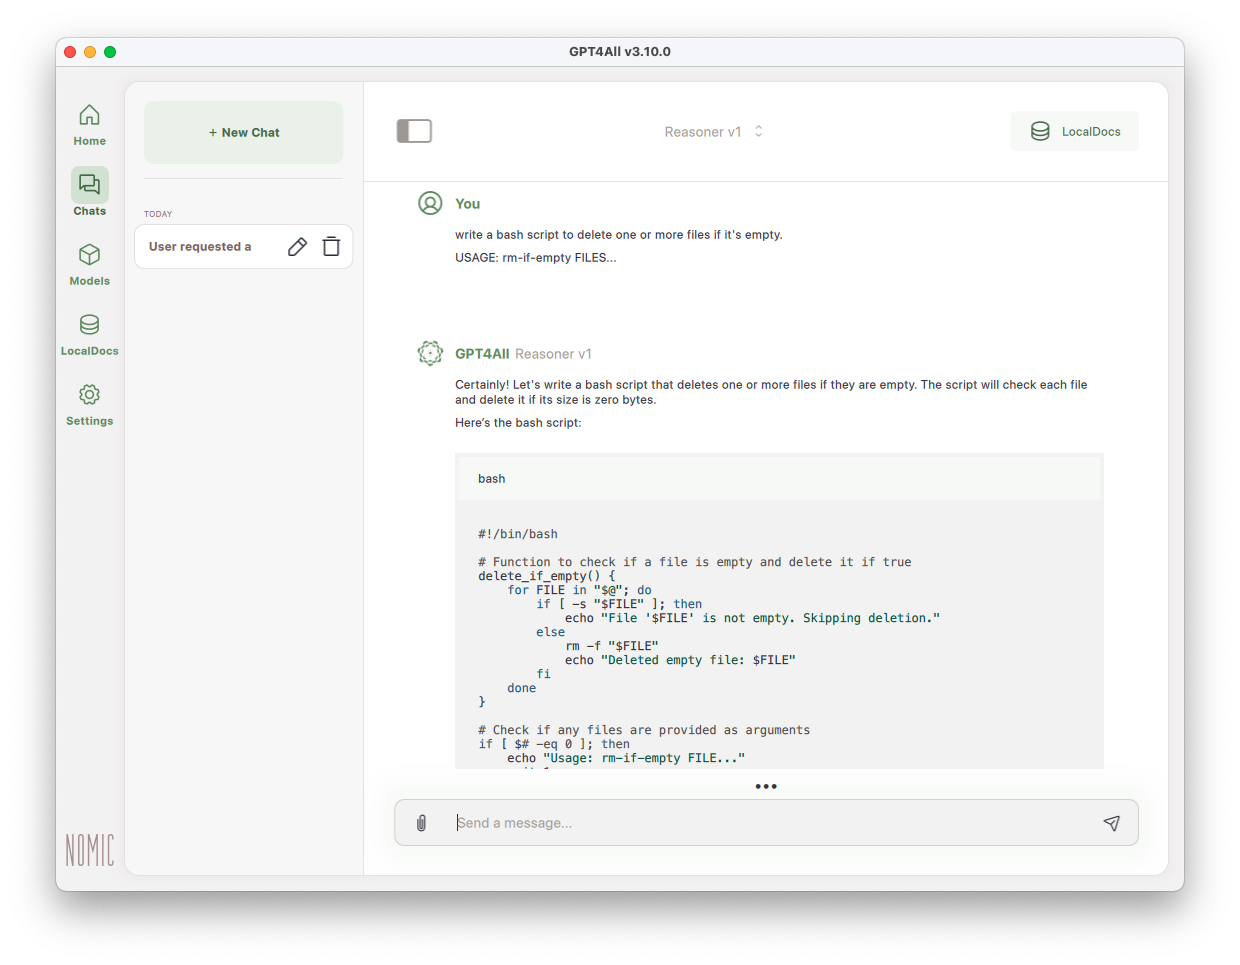 GPT4All v3.10.0
Home
Chats
Models
LocalDocs
Settings
NOMIC
+ New Chat
TODAY
User requested a
Reasoner v1
LocalDocs
You
write a bash script to delete one or more files if it's empty.
USAGE: rm-if-empty FILES...
GPT4All Reasoner v1
Certainly! Let's write a bash script that deletes one or more files if they are empty. The script will check each file
and delete it if its size is zero bytes.
Here's the bash script:
bash
#!/bin/bash
# Function to check if a file is empty and delete it if true
delete_if_empty() {
    for FILE in "$@"; do
        if [ -s "$FILE" ]; then
            echo "File '$FILE' is not empty. Skipping deletion."
        else
            rm -f "$FILE"
            echo "Deleted empty file: $FILE"
        fi
    done
}
# Check if any files are provided as arguments
if [ $# -eq 0 ]; then
    echo "Usage: rm-if-empty FILE..."
Send a message...